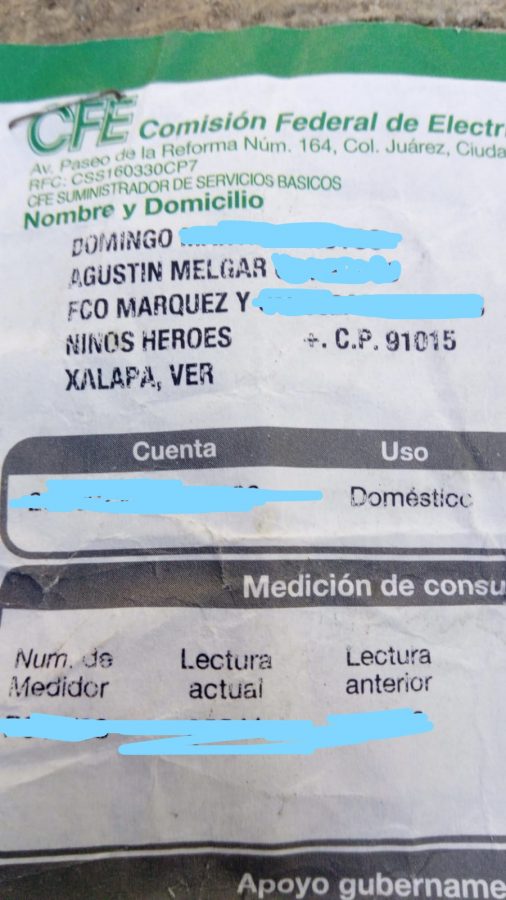 CFE Comisión Federal de Electri
Av. Paseo de la Reforma Núm. 164, Col. Juárez, Ciuda
RFC: CSS160330CP7
CFE SUMINISTRADOR DE SERVICIOS BASICOS
Nombre y Domicilio
DOMINGO
AGUSTIN MELGAR
FCO MARQUEZ Y
NINOS HEROES +. C.P. 91015
XALAPA, VER
Cuenta Uso
Doméstico
Medición de consu
Num. de Medidor
Lectura actual
Lectura anterior
Apoyo gubername